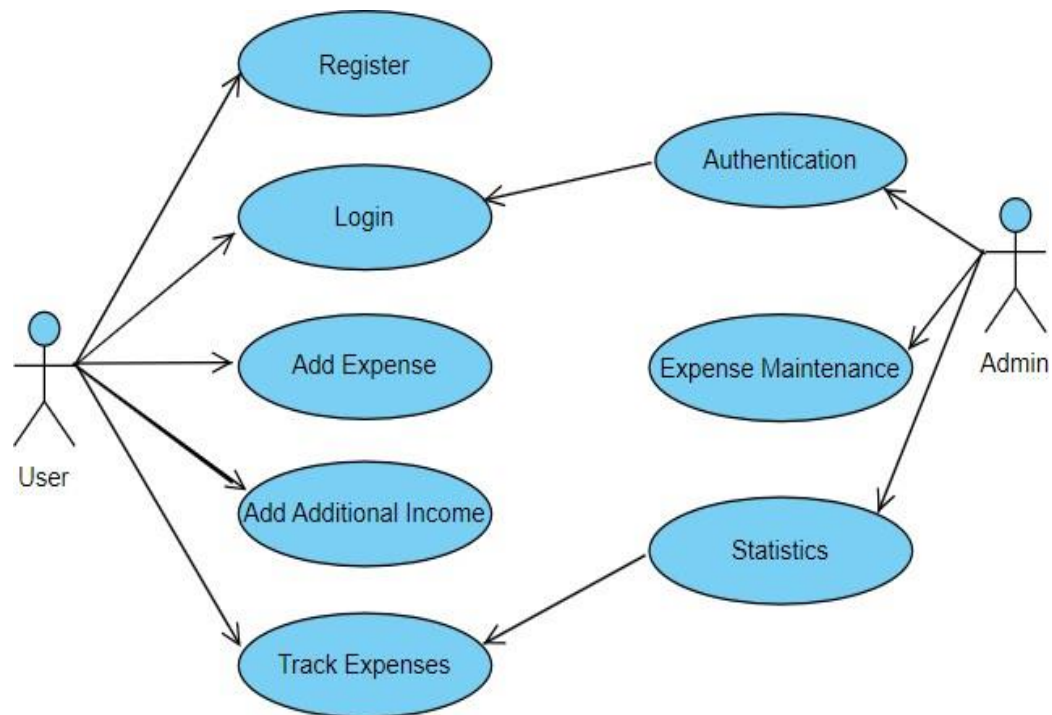 Register
Authentication
Login
Add Expense
Expense Maintenance
Admin
User
Add Additional Income
Statistics
Track Expenses